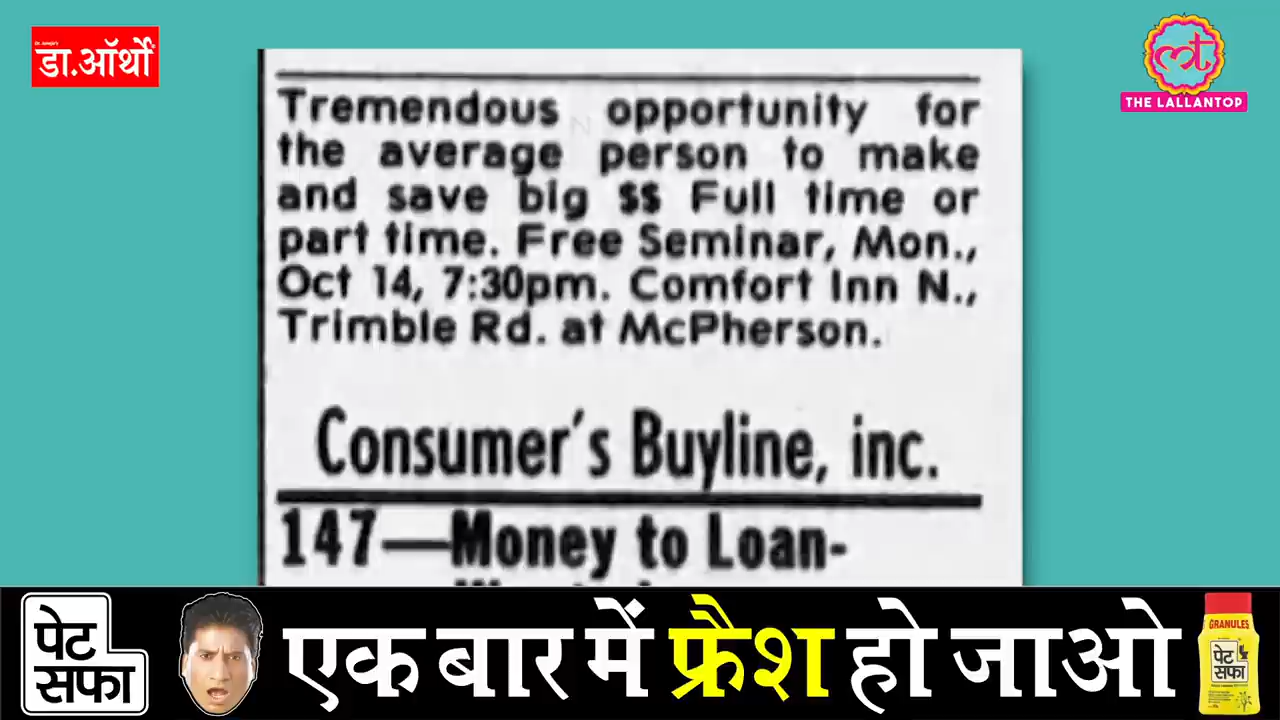 डा.ऑर्थो
THE LALLANTOP
Tremendous opportunity for
the average person to make
and save big $$ Full time or
part time. Free Seminar, Mon.,
Oct 14, 7:30pm. Comfort Inn N.,
Trimble Rd. at McPherson.
Consumer's Buyline, inc.
147—Money to Loan-
पेट
सफा
एक बार में फ्रैश हो जाओ
GRANULES
पेट
सफा